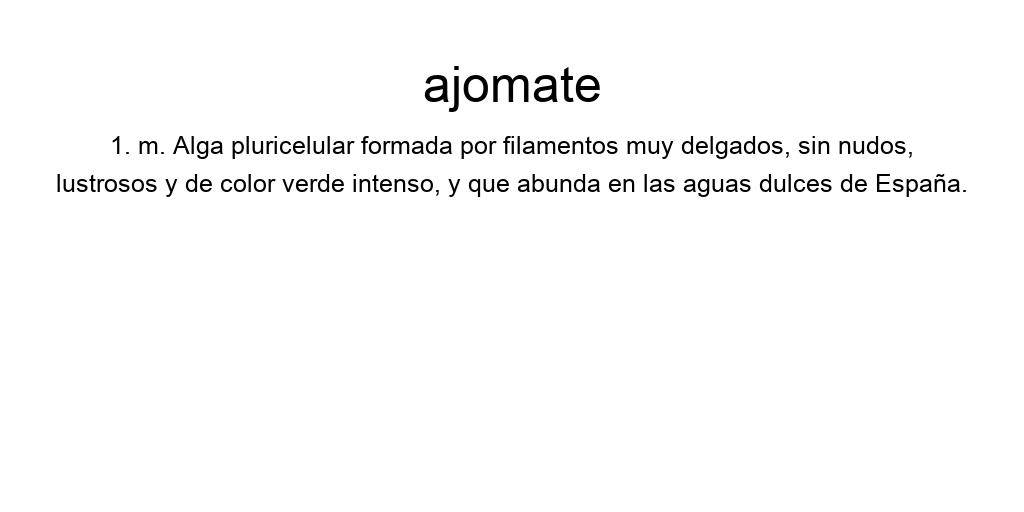 ajomate
1. m. Alga pluricelular formada por filamentos muy delgados, sin nudos,
lustrosos y de color verde intenso, y que abunda en las aguas dulces de España.